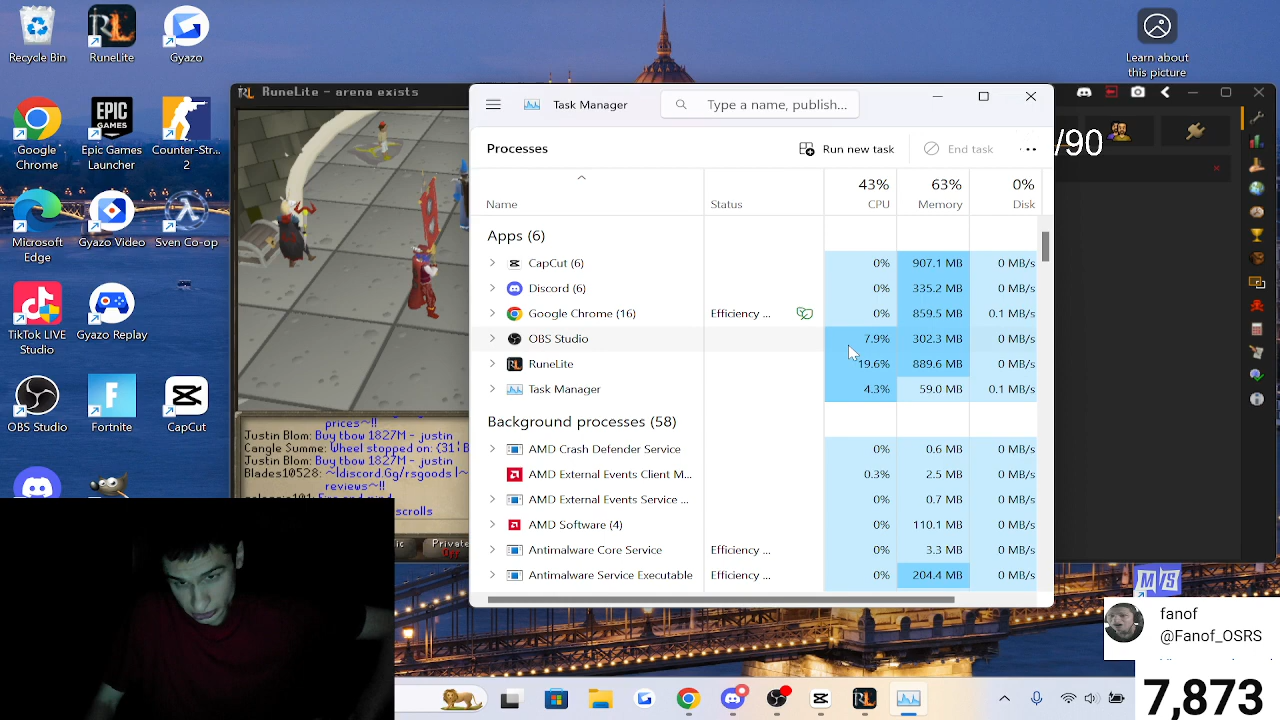 Recycle Bin
RuneLite
Gyazo
Learn about
this picture
Google
Chrome
Epic Games
Launcher
Counter-Str...
2
Microsoft
Edge
Gyazo Video
Sven Co-op
TikTok LIVE
Studio
Gyazo Replay
OBS Studio
Fortnite
CapCut
RuneLite - arena exists
/90
Task Manager
Type a name, publish...
Processes
Run new task
End task
43%
63%
0%
Name
Status
CPU
Memory
Disk
Apps (6)
CapCut (6) 0% 907.1 MB 0 MB/s
Discord (6) 0% 335.2 MB 0 MB/s
Google Chrome (16) Efficiency ... 0% 859.5 MB 0.1 MB/s
OBS Studio 7.9% 302.3 MB 0 MB/s
RuneLite 19.6% 889.6 MB 0 MB/s
Task Manager 4.3% 59.0 MB 0.1 MB/s
Background processes (58)
AMD Crash Defender Service 0% 0.6 MB 0 MB/s
AMD External Events Client M... 0.3% 2.5 MB 0 MB/s
AMD External Events Service ... 0% 0.7 MB 0 MB/s
AMD Software (4) 0% 110.1 MB 0 MB/s
Antimalware Core Service Efficiency ... 0% 3.3 MB 0 MB/s
Antimalware Service Executable Efficiency ... 0% 204.4 MB 0 MB/s
prices~!!
Justin Blom: Buy tbow 1827M - justin
Cangle Summe: Wheel stopped on: {31
Justin Blom: Buy tbow 1827M - justin
Blades10528: ~|discord.Gg/rsgoods |~
reviews~!!
scrolls
Private
M/S
fanof
@Fanof_OSRS
7,873